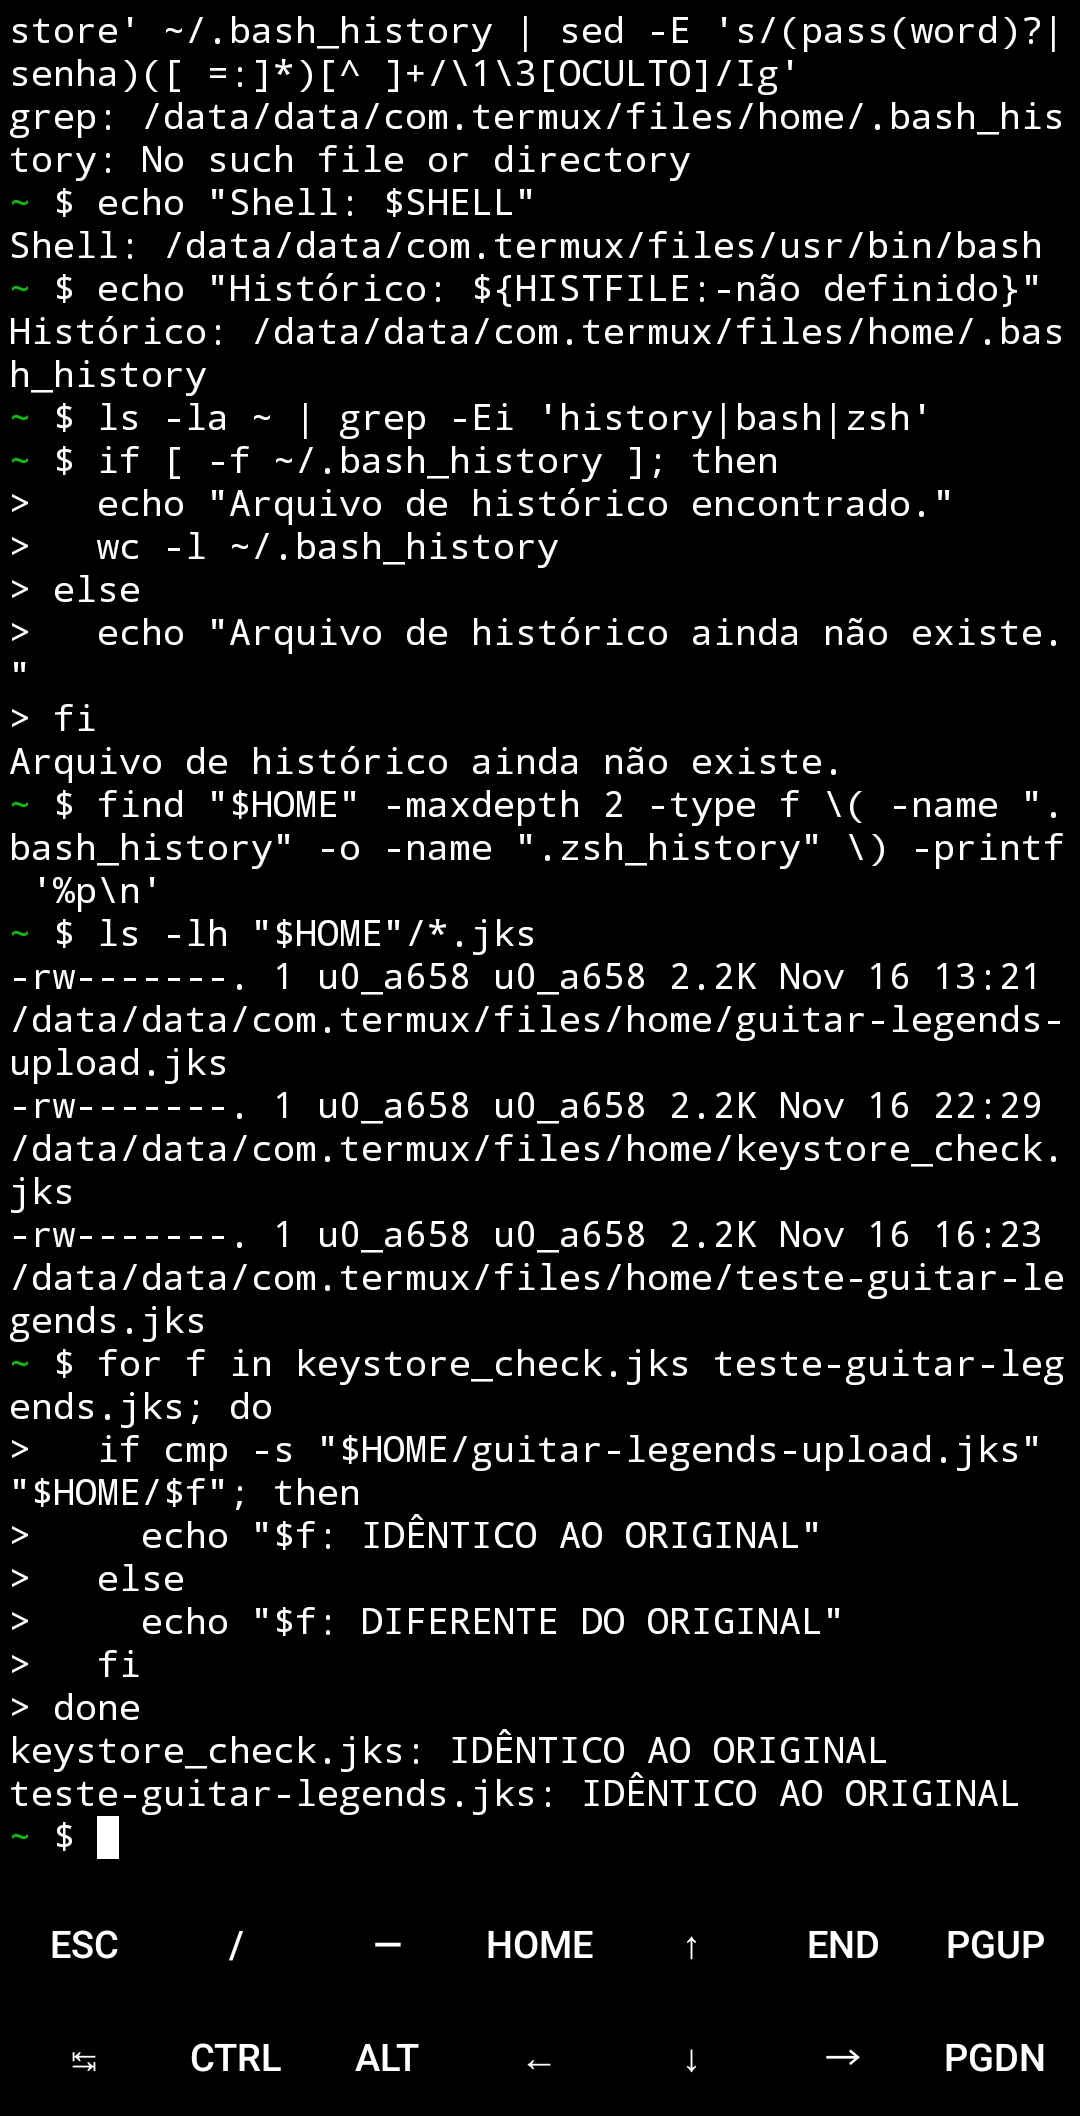 store' ~/.bash_history | sed -E 's/(pass(word)?|
senha)([ =:]*)[^ ]+/\1\3[OCULTO]/Ig'
grep: /data/data/com.termux/files/home/.bash_his
tory: No such file or directory
~ $ echo "Shell: $SHELL"
Shell: /data/data/com.termux/files/usr/bin/bash
~ $ echo "Histórico: ${HISTFILE:-não definido}"
Histórico: /data/data/com.termux/files/home/.bas
h_history
~ $ ls -la ~ | grep -Ei 'history|bash|zsh'
~ $ if [ -f ~/.bash_history ]; then
>   echo "Arquivo de histórico encontrado."
>   wc -l ~/.bash_history
> else
>   echo "Arquivo de histórico ainda não existe.
"
> fi
Arquivo de histórico ainda não existe.
~ $ find "$HOME" -maxdepth 2 -type f \( -name ".
bash_history" -o -name ".zsh_history" \) -printf
 '%p\n'
~ $ ls -lh "$HOME"/*.jks
-rw-------. 1 u0_a658 u0_a658 2.2K Nov 16 13:21
/data/data/com.termux/files/home/guitar-legends-
upload.jks
-rw-------. 1 u0_a658 u0_a658 2.2K Nov 16 22:29
/data/data/com.termux/files/home/keystore_check.
jks
-rw-------. 1 u0_a658 u0_a658 2.2K Nov 16 16:23
/data/data/com.termux/files/home/teste-guitar-le
gends.jks
~ $ for f in keystore_check.jks teste-guitar-leg
ends.jks; do
>   if cmp -s "$HOME/guitar-legends-upload.jks"
"$HOME/$f"; then
>     echo "$f: IDÊNTICO AO ORIGINAL"
>   else
>     echo "$f: DIFERENTE DO ORIGINAL"
>   fi
> done
keystore_check.jks: IDÊNTICO AO ORIGINAL
teste-guitar-legends.jks: IDÊNTICO AO ORIGINAL
~ $
ESC / — HOME ↑ END PGUP
↹ CTRL ALT ← ↓ → PGDN